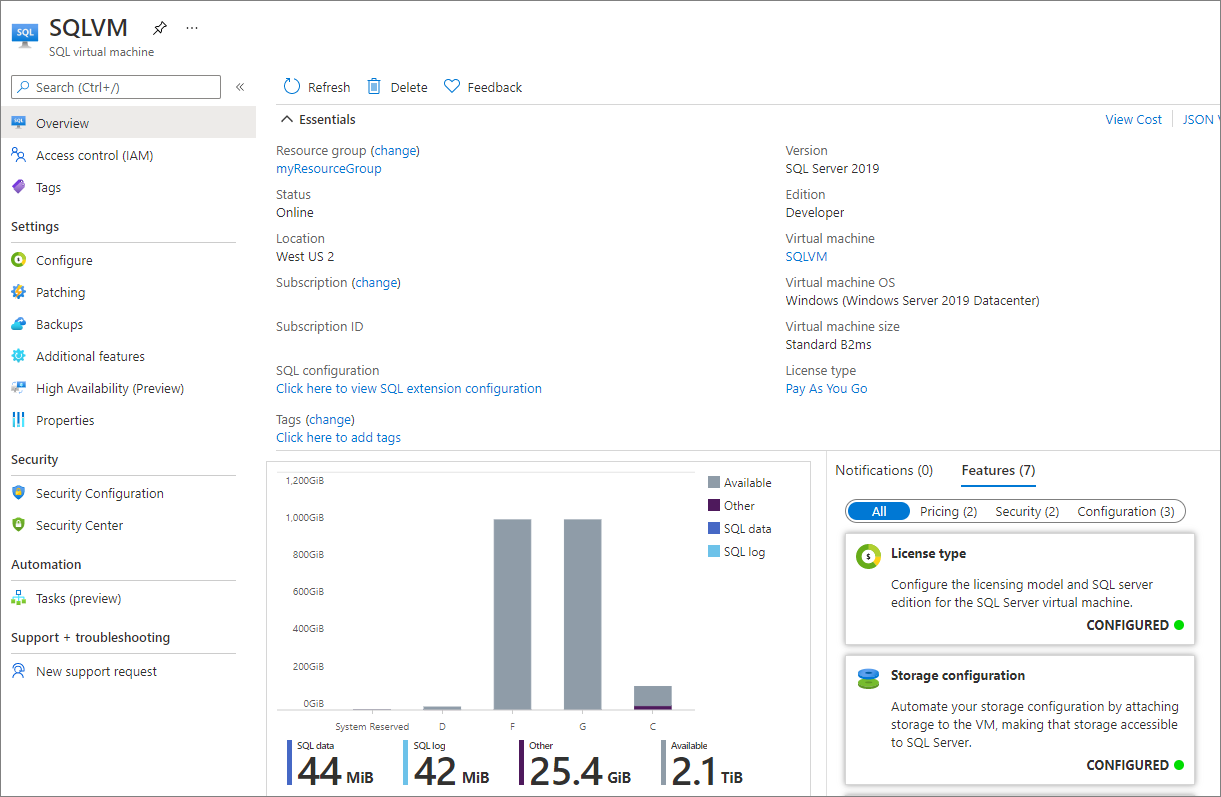 SQL
SQLVM
SQL virtual machine
Search (Ctrl+/)
«
Overview
Access control (IAM)
Tags
Settings
Configure
Patching
Backups
Additional features
High Availability (Preview)
Properties
Security
Security Configuration
Security Center
Automation
Tasks (preview)
Support + troubleshooting
New support request
Refresh
Delete
Feedback
Essentials
View Cost
JSON
Resource group (change)
myResourceGroup
Status
Online
Location
West US 2
Subscription (change)
Subscription ID
SQL configuration
Click here to view SQL extension configuration
Tags (change)
Click here to add tags
Version
SQL Server 2019
Edition
Developer
Virtual machine
SQLVM
Virtual machine OS
Windows (Windows Server 2019 Datacenter)
Virtual machine size
Standard B2ms
License type
Pay As You Go
1,200GiB
1,000GiB
800GiB
600GiB
400GiB
200GiB
0GiB
System Reserved
D
F
G
C
Available
Other
SQL data
SQL log
SQL data
44 MiB
SQL log
42 MiB
Other
25.4 GiB
Available
2.1 TiB
Notifications (0)
Features (7)
All
Pricing (2)
Security (2)
Configuration (3)
License type
Configure the licensing model and SQL server
edition for the SQL Server virtual machine.
CONFIGURED
Storage configuration
Automate your storage configuration by attaching
storage to the VM, making that storage accessible
to SQL Server.
CONFIGURED